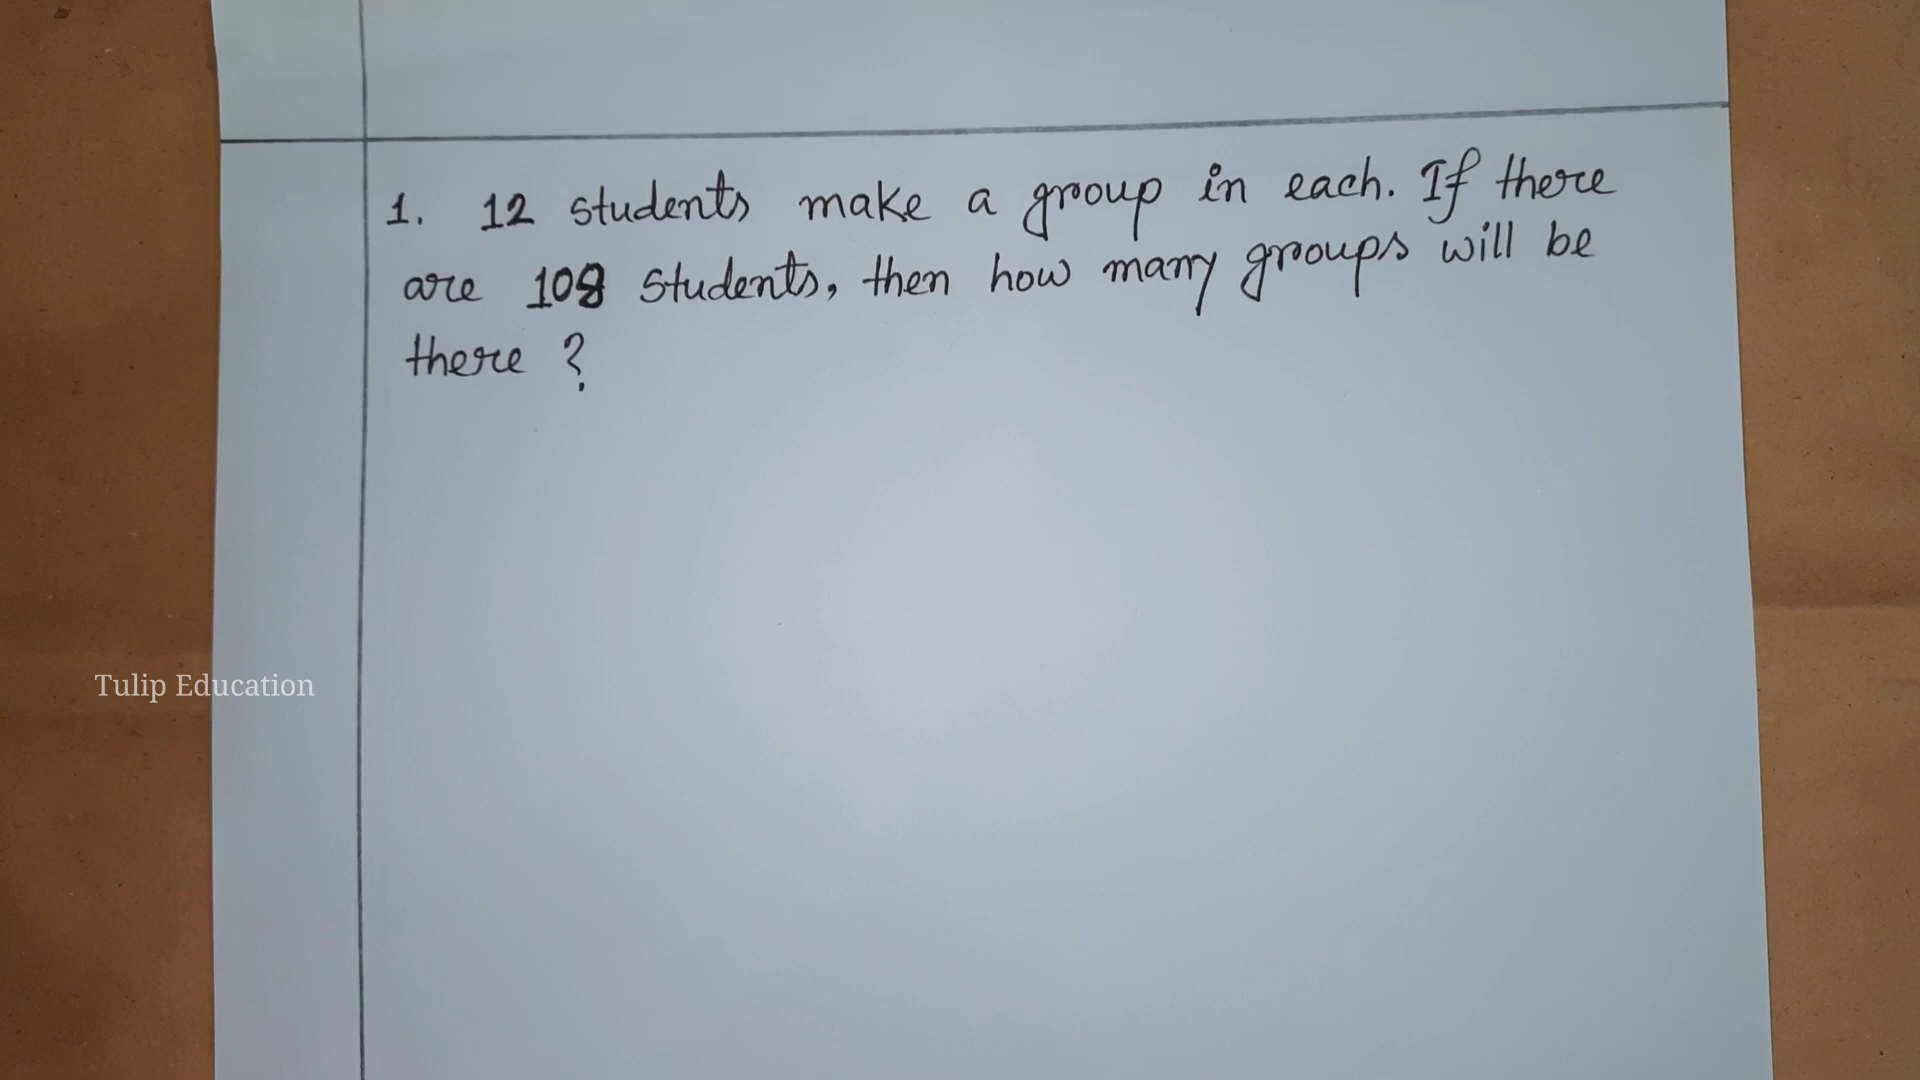 1. 12 students make a group in each. If there
are 108 students, then how many groups will be
there ?
Tulip Education